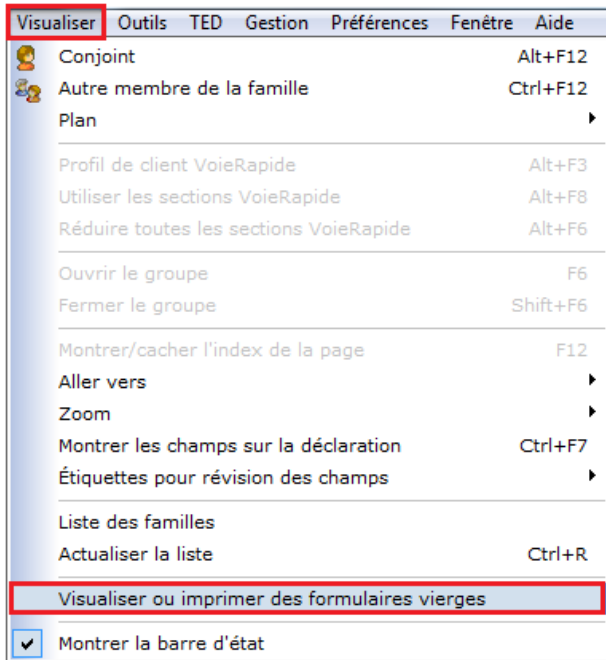 Visualiser Outils TED Gestion Préférences Fenêtre Aide
Conjoint Alt+F12
Autre membre de la famille Ctrl+F12
Plan
Profil de client VoieRapide Alt+F3
Utiliser les sections VoieRapide Alt+F8
Réduire toutes les sections VoieRapide Alt+F6
Ouvrir le groupe F6
Fermer le groupe Shift+F6
Montrer/cacher l'index de la page F12
Aller vers
Zoom
Montrer les champs sur la déclaration Ctrl+F7
Étiquettes pour révision des champs
Liste des familles
Actualiser la liste Ctrl+R
Visualiser ou imprimer des formulaires vierges
Montrer la barre d'état